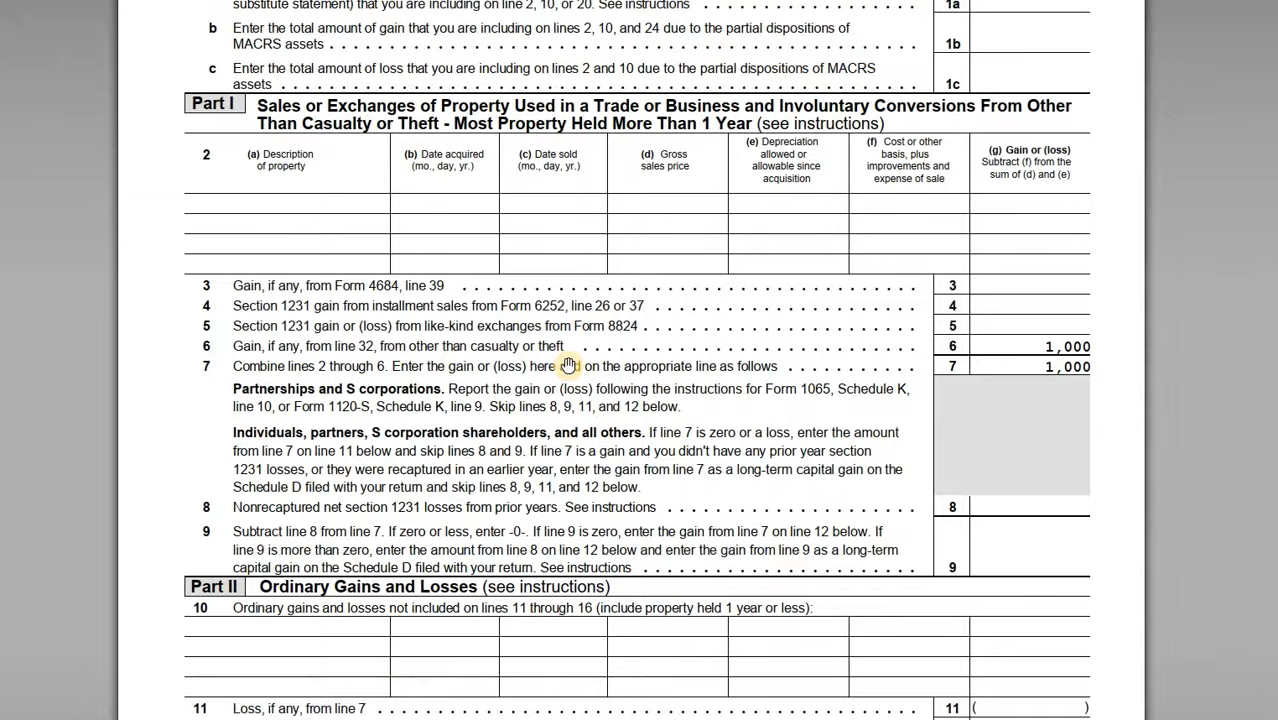 substitute statement) that you are including on line 2, 10, or 20. See instructions . . . . . . . . . . . . . 1a
b Enter the total amount of gain that you are including on lines 2, 10, and 24 due to the partial dispositions of
MACRS assets . . . . . . . . . . . . . . . . . . . . . . . . . . . . . . . . . . . . . . . . . . . 1b
c Enter the total amount of loss that you are including on lines 2 and 10 due to the partial dispositions of MACRS
assets . . . . . . . . . . . . . . . . . . . . . . . . . . . . . . . . . . . . . . . . . . . . . . . 1c
Part I Sales or Exchanges of Property Used in a Trade or Business and Involuntary Conversions From Other
Than Casualty or Theft - Most Property Held More Than 1 Year (see instructions)
2 (a) Description
of property
(b) Date acquired
(mo., day, yr.)
(c) Date sold
(mo., day, yr.)
(d) Gross
sales price
(e) Depreciation
allowed or
allowable since
acquisition
(f) Cost or other
basis, plus
improvements and
expense of sale
(g) Gain or (loss)
Subtract (f) from the
sum of (d) and (e)
3 Gain, if any, from Form 4684, line 39 . . . . . . . . . . . . . . . . . . . . . . . . . . . . . . . . . 3
4 Section 1231 gain from installment sales from Form 6252, line 26 or 37 . . . . . . . . . . . . . . . . . . 4
5 Section 1231 gain or (loss) from like-kind exchanges from Form 8824 . . . . . . . . . . . . . . . . . . . 5
6 Gain, if any, from line 32, from other than casualty or theft . . . . . . . . . . . . . . . . . . . . . . . . 6 1,000
7 Combine lines 2 through 6. Enter the gain or (loss) here on the appropriate line as follows . . . . . . . . . 7 1,000
Partnerships and S corporations. Report the gain or (loss) following the instructions for Form 1065, Schedule K,
line 10, or Form 1120-S, Schedule K, line 9. Skip lines 8, 9, 11, and 12 below.
Individuals, partners, S corporation shareholders, and all others. If line 7 is zero or a loss, enter the amount
from line 7 on line 11 below and skip lines 8 and 9. If line 7 is a gain and you didn't have any prior year section
1231 losses, or they were recaptured in an earlier year, enter the gain from line 7 as a long-term capital gain on the
Schedule D filed with your return and skip lines 8, 9, 11, and 12 below.
8 Nonrecaptured net section 1231 losses from prior years. See instructions . . . . . . . . . . . . . . . . . 8
9 Subtract line 8 from line 7. If zero or less, enter -0-. If line 9 is zero, enter the gain from line 7 on line 12 below. If
line 9 is more than zero, enter the amount from line 8 on line 12 below and enter the gain from line 9 as a long-term
capital gain on the Schedule D filed with your return. See instructions . . . . . . . . . . . . . . . . . . . 9
Part II Ordinary Gains and Losses (see instructions)
10 Ordinary gains and losses not included on lines 11 through 16 (include property held 1 year or less):
11 Loss, if any, from line 7 . . . . . . . . . . . . . . . . . . . . . . . . . . . . . . . . . . . . . . . . 11 ( )